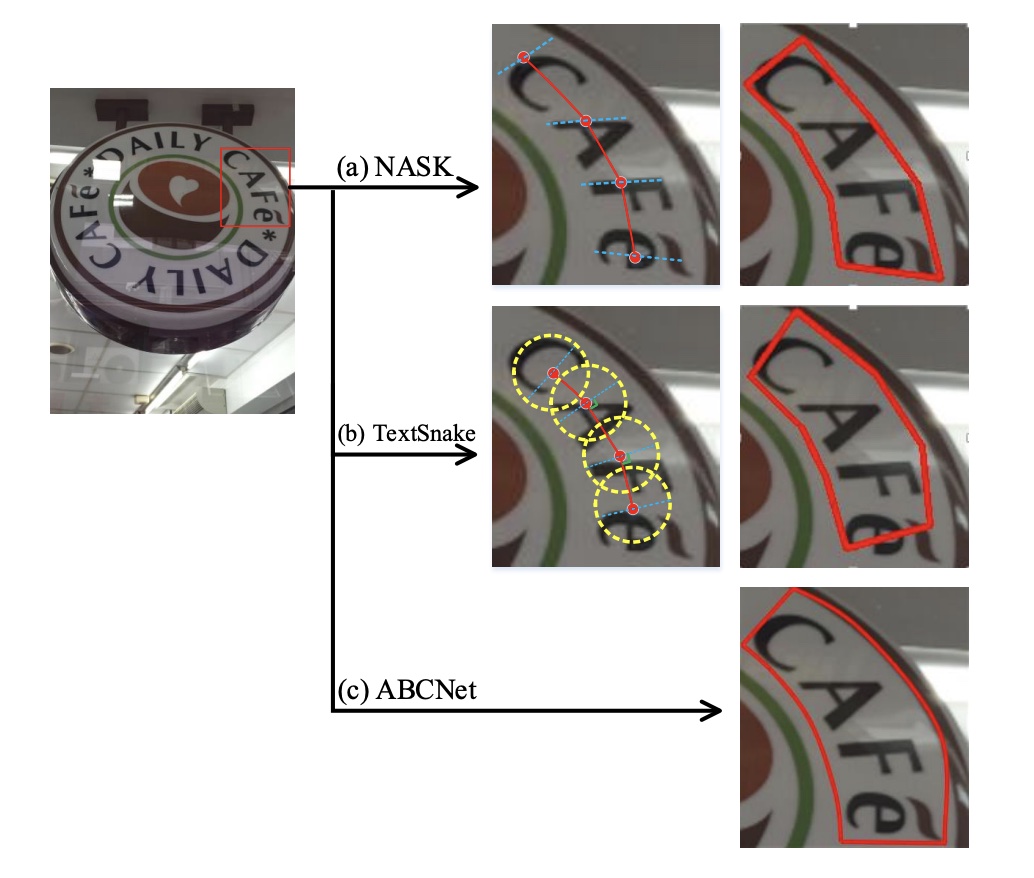 DAILY CAFé * DAILY CAFé *
(a) NASK
CAFé
CAFé
(b) TextSnake
CAFé
CAFé
(c) ABCNet
CAFé